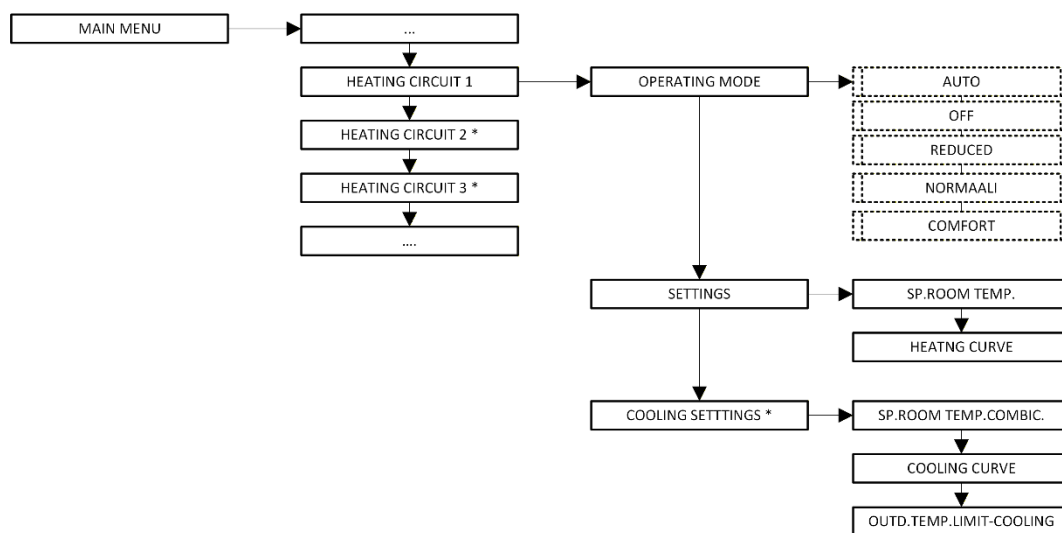 MAIN MENU
...
HEATING CIRCUIT 1
OPERATING MODE
AUTO
OFF
HEATING CIRCUIT 2 *
REDUCED
HEATING CIRCUIT 3 *
NORMAALI
COMFORT
....
SETTINGS
SP.ROOM TEMP.
HEATNG CURVE
COOLING SETTTINGS *
SP.ROOM TEMP.COMBIC.
COOLING CURVE
OUTD.TEMP.LIMIT-COOLING